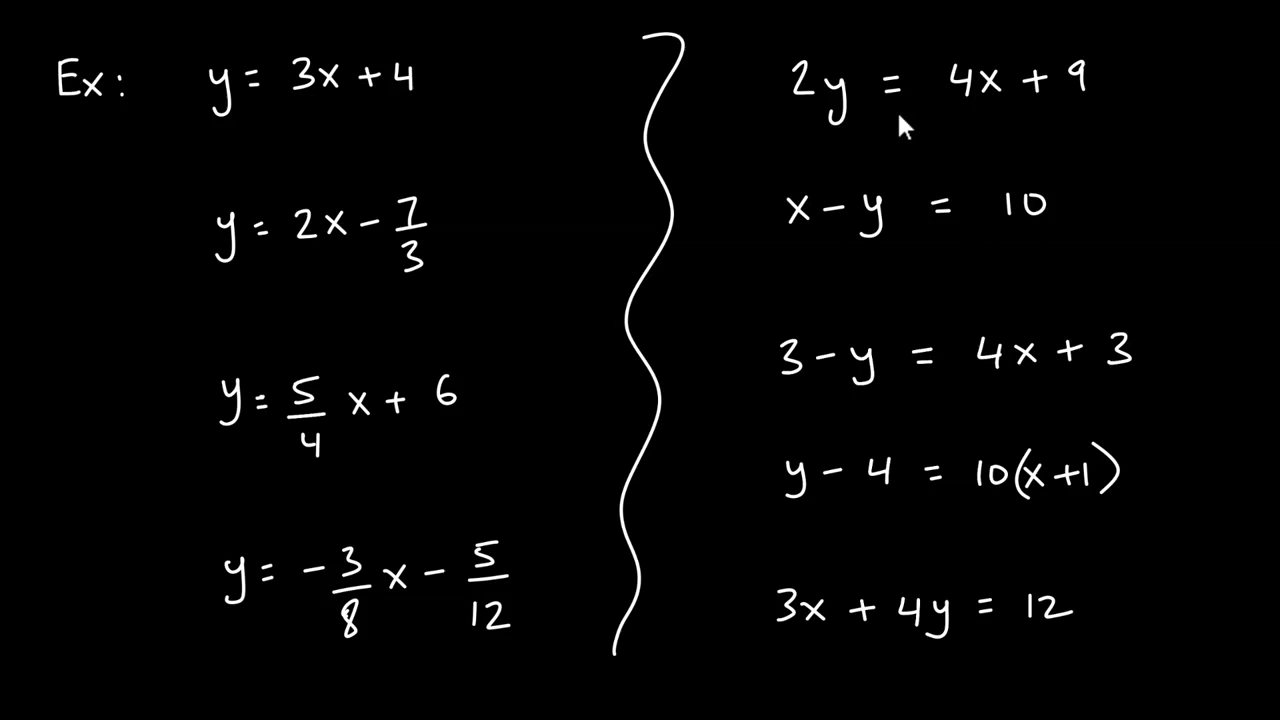 Ex: y = 3x + 4
y = 2x - 7/3
y = 5/4 x + 6
y = -3/8 x - 5/12
2y = 4x + 9
x - y = 10
3 - y = 4x + 3
y - 4 = 10(x+1)
3x + 4y = 12